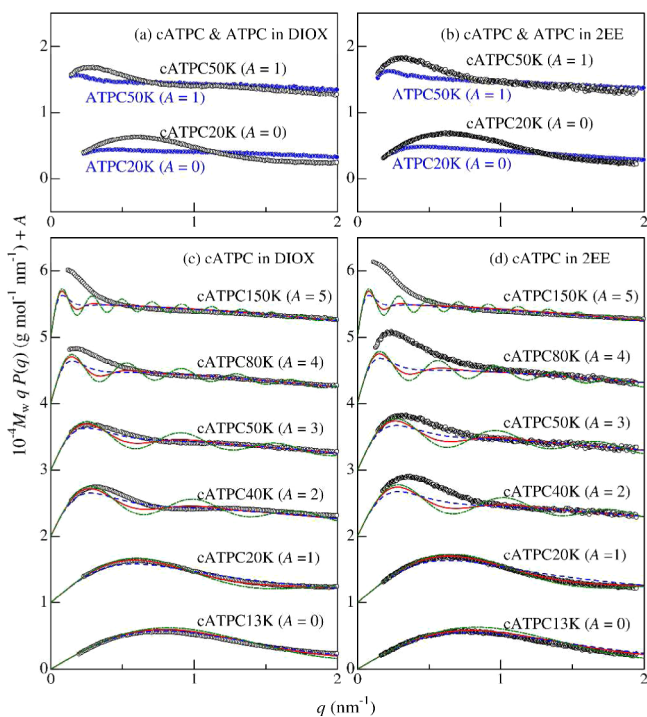 (a) cATPC & ATPC in DIOX
(b) cATPC & ATPC in 2EE
2
cATPC50K (A = 1)
cATPC50K (A = 1)
ATPC50K (A = 1)
ATPC50K (A = 1)
1
cATPC20K (A = 0)
cATPC20K (A = 0)
ATPC20K (A = 0)
ATPC20K (A = 0)
0
0 1 2
0 1 2
(c) cATPC in DIOX
(d) cATPC in 2EE
6
cATPC150K (A = 5)
cATPC150K (A = 5)
5
cATPC80K (A = 4)
cATPC80K (A = 4)
4
cATPC50K (A = 3)
cATPC50K (A = 3)
3
cATPC40K (A = 2)
cATPC40K (A = 2)
2
cATPC20K (A =1)
cATPC20K (A =1)
1
cATPC13K (A = 0)
cATPC13K (A = 0)
0
0 1 2
0 1 2
10⁻⁴M_w q P(q) (g mol⁻¹ nm⁻¹) + A
q (nm⁻¹)